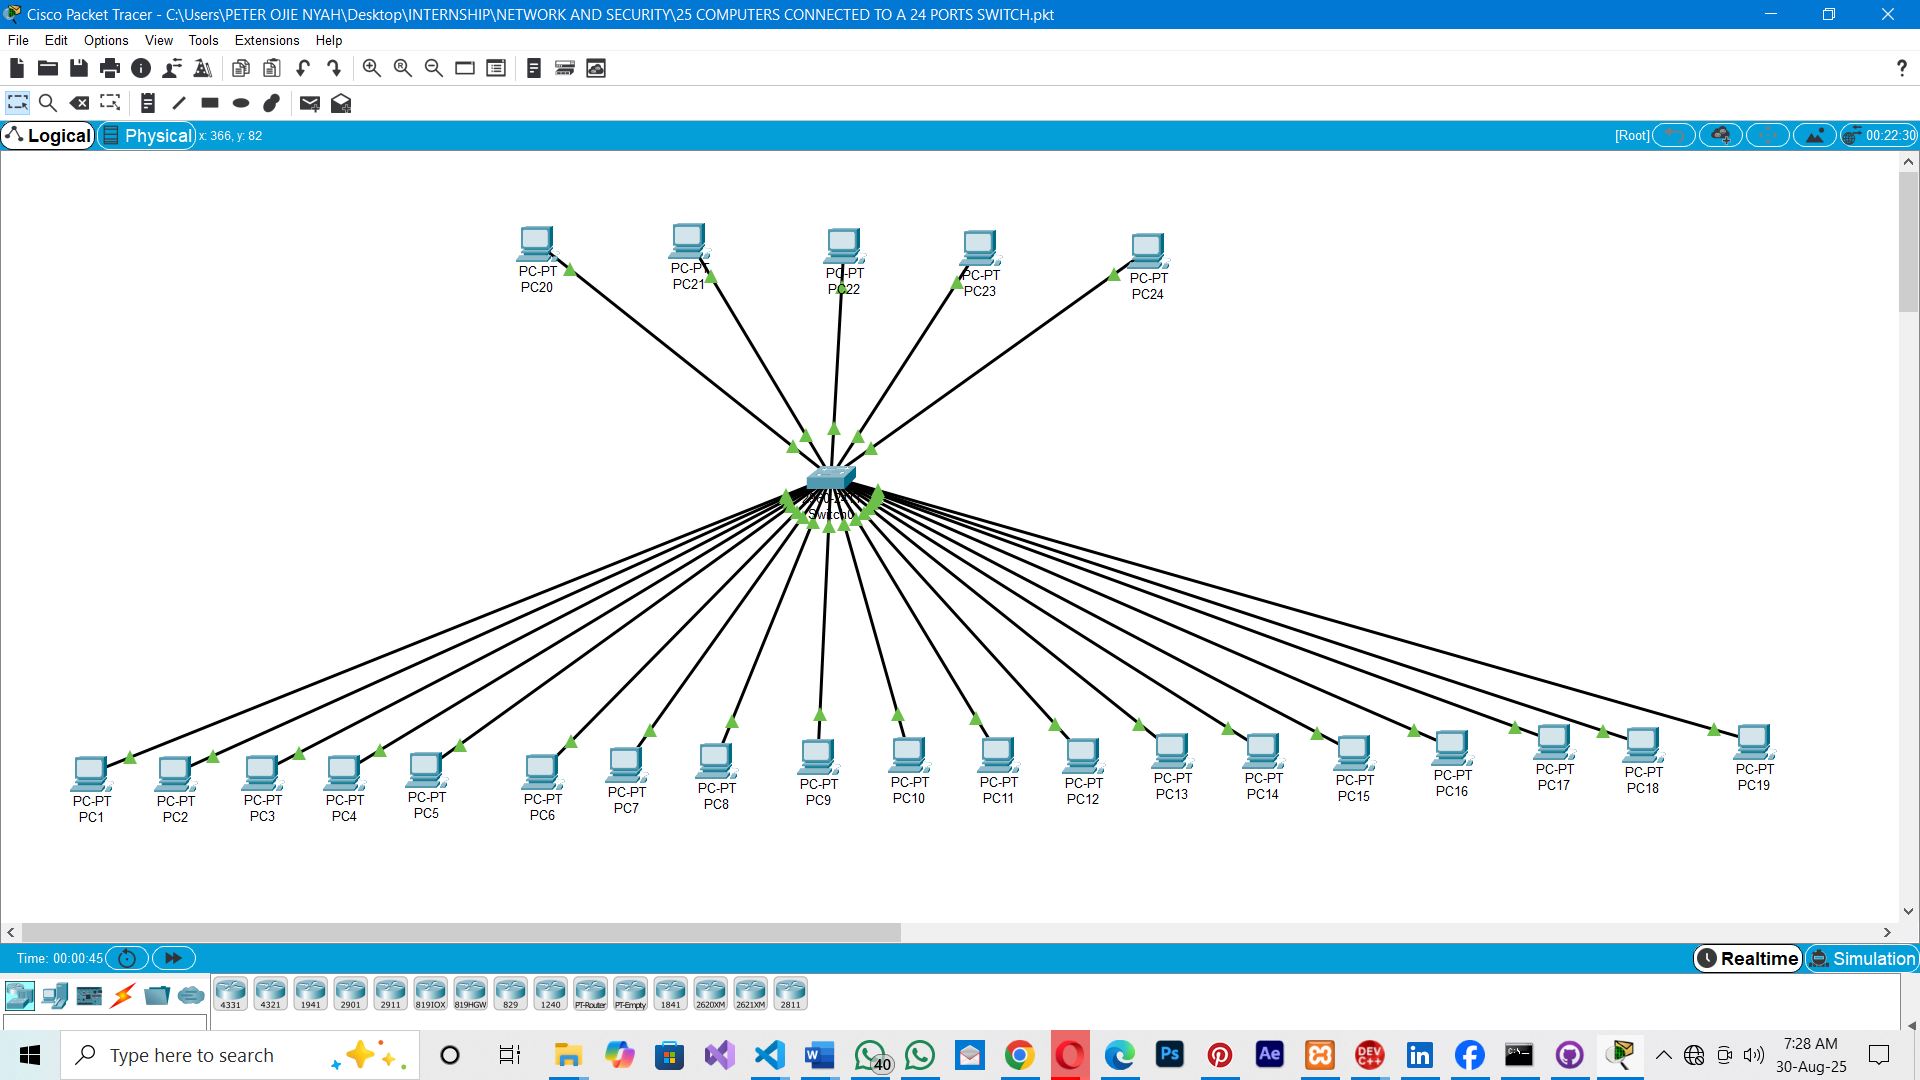 Cisco Packet Tracer - C:\Users\PETER OJIE NYAH\Desktop\INTERNSHIP\NETWORK AND SECURITY\25 COMPUTERS CONNECTED TO A 24 PORTS SWITCH.pkt
File Edit Options View Tools Extensions Help
?
Logical Physical x: 366, y: 82 [Root] 00:22:30
PC-PT
PC20
PC-PT
PC21
PC-PT
PC22
PC-PT
PC23
PC-PT
PC24
Switch0
PC-PT
PC1
PC-PT
PC2
PC-PT
PC3
PC-PT
PC4
PC-PT
PC5
PC-PT
PC6
PC-PT
PC7
PC-PT
PC8
PC-PT
PC9
PC-PT
PC10
PC-PT
PC11
PC-PT
PC12
PC-PT
PC13
PC-PT
PC14
PC-PT
PC15
PC-PT
PC16
PC-PT
PC17
PC-PT
PC18
PC-PT
PC19
Time: 00:00:45 Realtime Simulation
4331 4321 1941 2901 2911 819IOX 819HGW 829 1240 PT-Router PT-Empty 1841 2620XM 2621XM 2811
Type here to search
40
Ps
Ae
DEV C++
7:28 AM
30-Aug-25